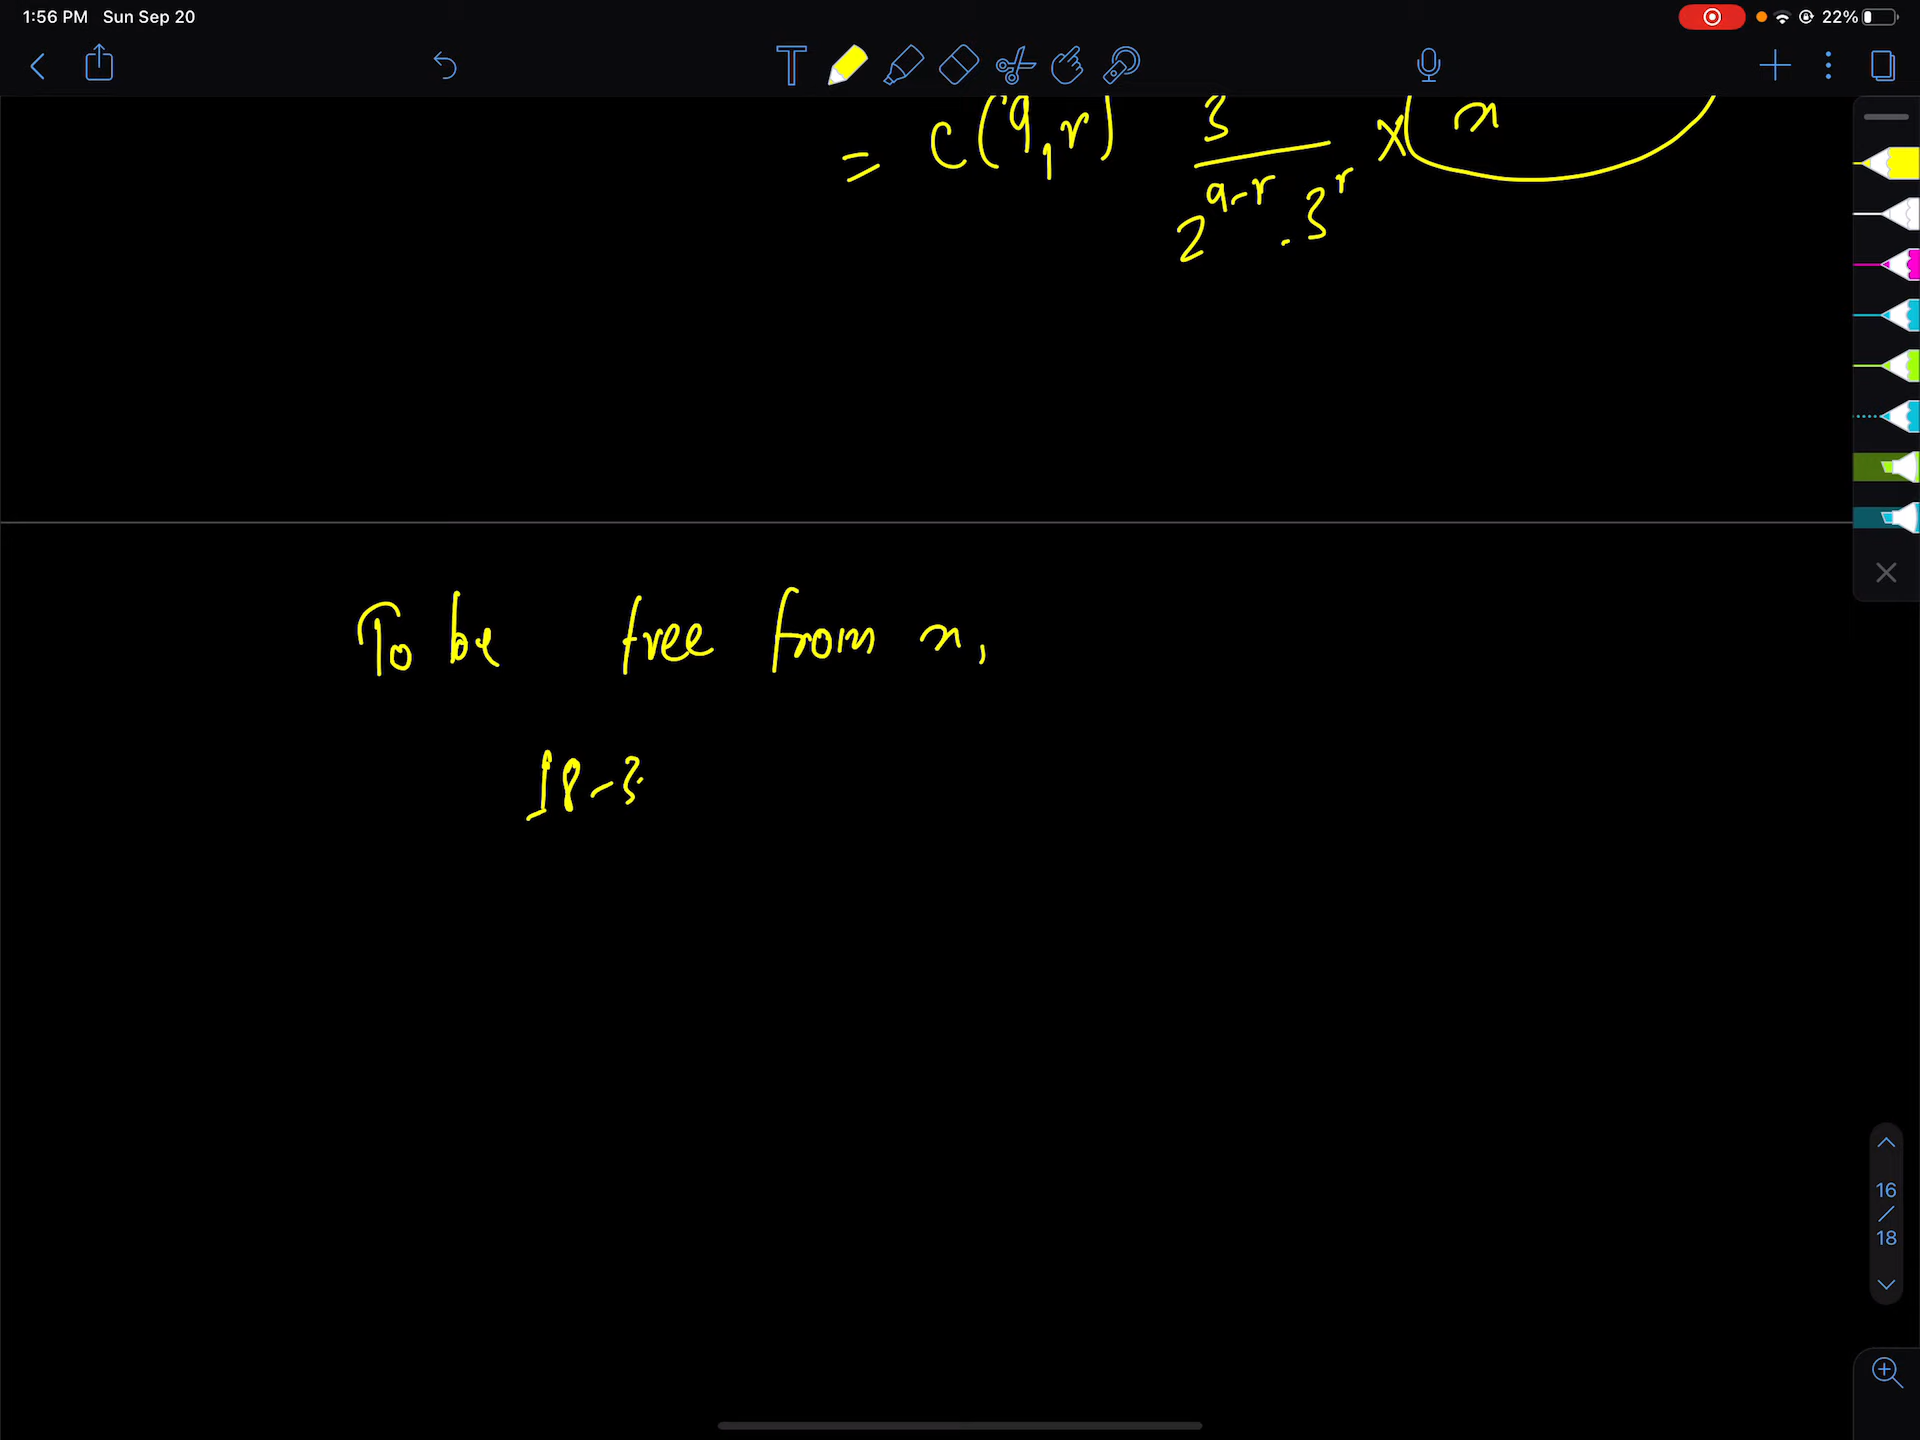 1:56 PM Sun Sep 20 22%
= C(9,r) 3 / 2^{9-r} . 3^r × (x
To be free from x,
18-3
16
/
18